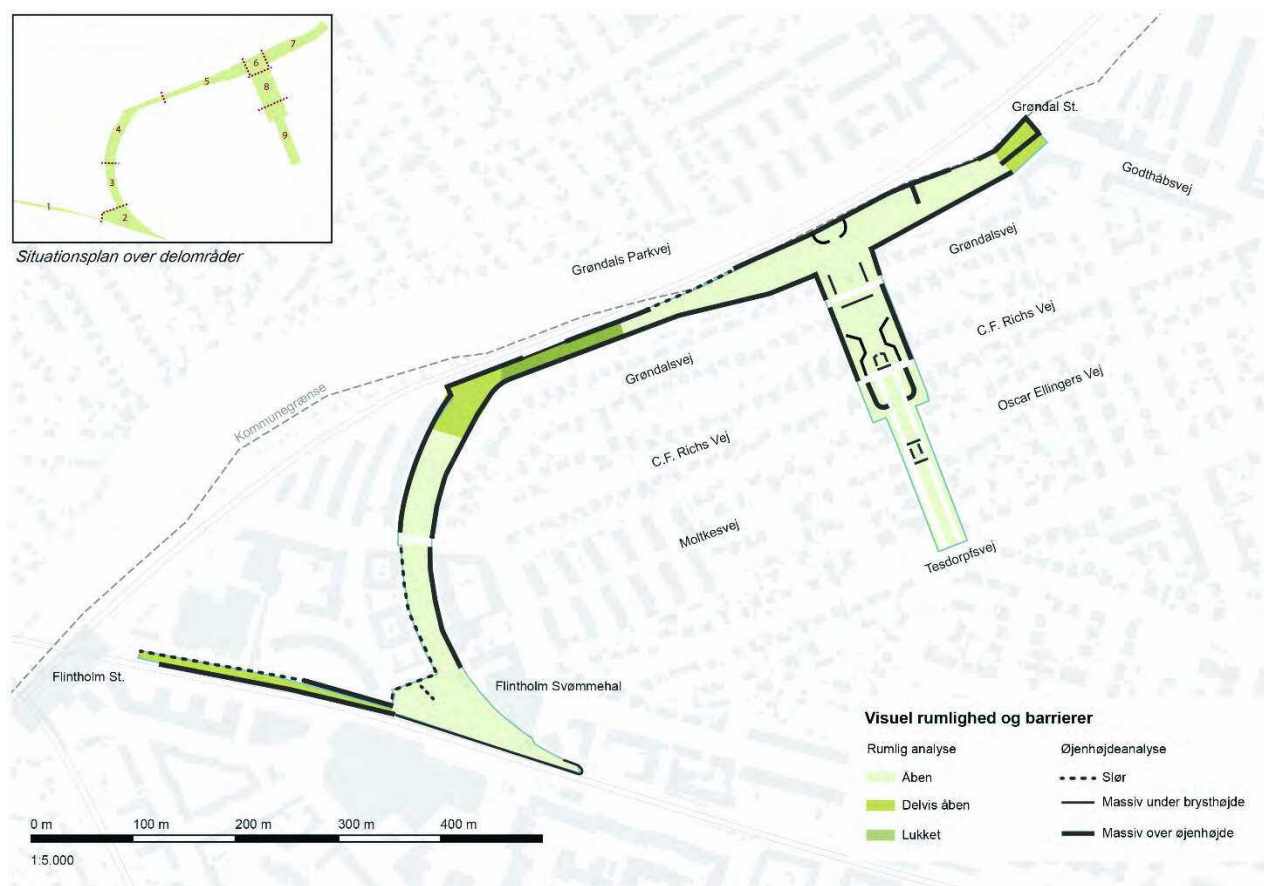 7
6
5
8
4
9
3
1
2
Situationsplan over delområder
Grøndal St.
Godthåbsvej
Grøndals Parkvej
Grøndalsvej
C.F. Richs Vej
Oscar Ellingers Vej
Grøndalsvej
Kommunegrænse
C.F. Richs Vej
Moltkesvej
Tesdorpfsvej
Flintholm St.
Flintholm Svømmehal
0 m 100 m 200 m 300 m 400 m
1:5.000
Visuel rumlighed og barrierer
Rumlig analyse
Åben
Delvis åben
Lukket
Øjenhøjdeanalyse
Slør
Massiv under brysthøjde
Massiv over øjenhøjde